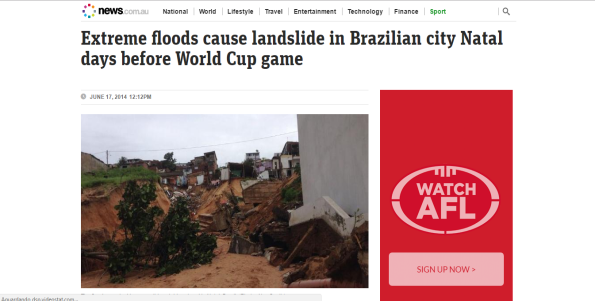 news.com.au
National | World | Lifestyle | Travel | Entertainment | Technology | Finance | Sport
Extreme floods cause landslide in Brazilian city Natal
days before World Cup game
JUNE 17, 2014 12:12PM
WATCH
AFL
SIGN UP NOW >